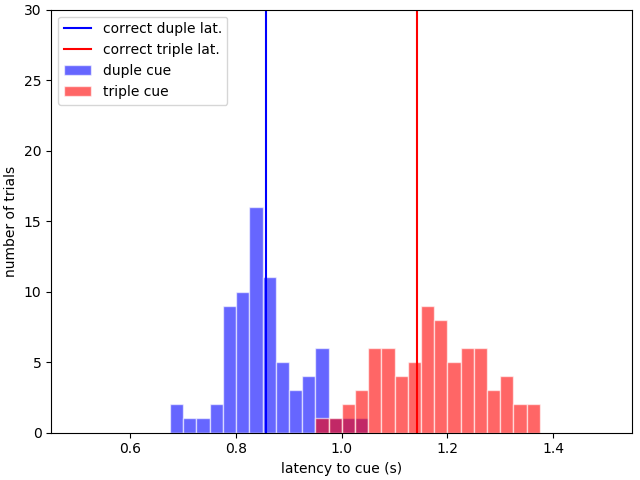 30
25
20
15
10
5
0
number of trials
correct duple lat.
correct triple lat.
duple cue
triple cue
0.6 0.8 1.0 1.2 1.4
latency to cue (s)